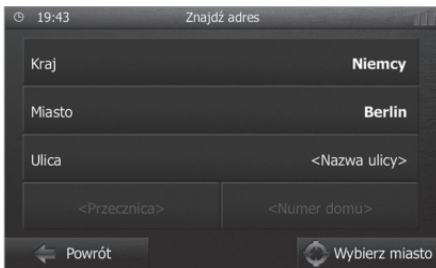 19:43 Znajdź adres
Kraj Niemcy
Miasto Berlin
Ulica <Nazwa ulicy>
<Przecznica> <Numer domu>
Powrót Wybierz miasto